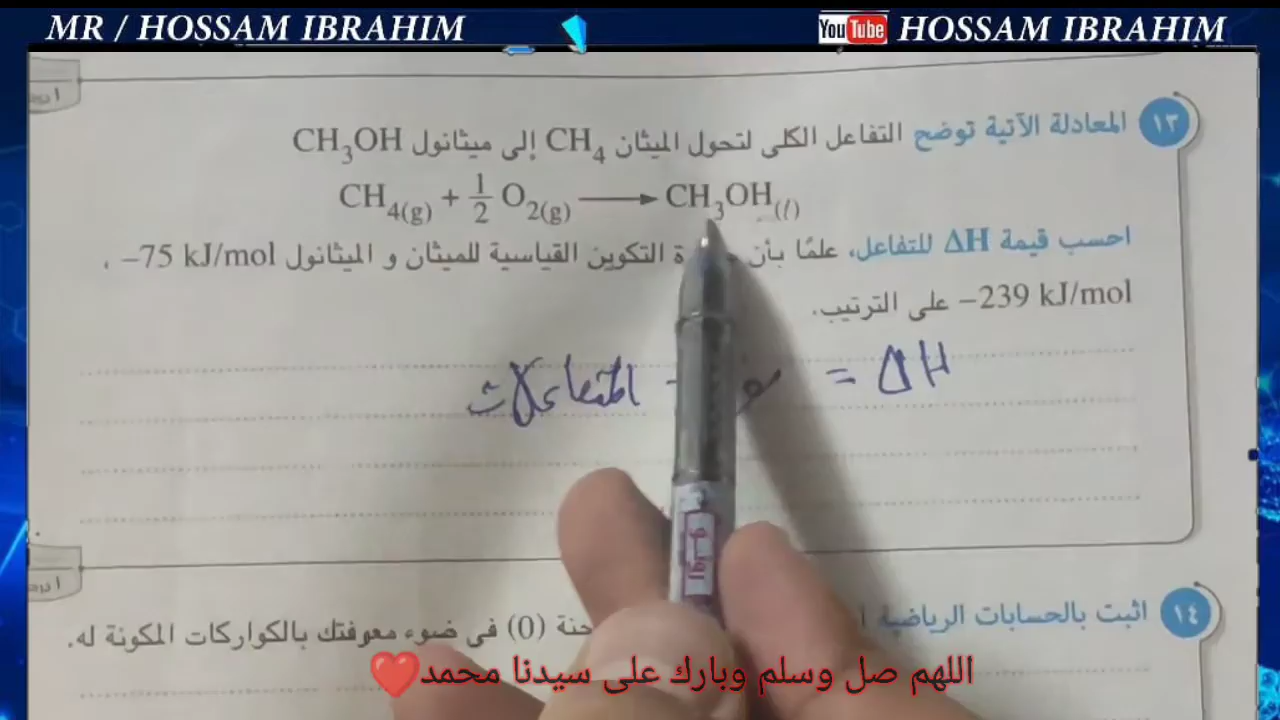 MR / HOSSAM IBRAHIM
YouTube HOSSAM IBRAHIM
١٣ المعادلة الآتية توضح التفاعل الكلى لتحول الميثان CH4 إلى ميثانول CH3OH
CH4(g) + 1/2 O2(g) ⟶ CH3OH(l)
احسب قيمة ΔH للتفاعل، علمًا بأن التكوين القياسية للميثان و الميثانول −75 kJ/mol ،
−239 kJ/mol على الترتيب.
ΔH = - المتفاعلات
١٤ اثبت بالحسابات الرياضية (0) فى ضوء معرفتك بالكواركات المكونة له.
اللهم صل وسلم وبارك على سيدنا محمد❤️